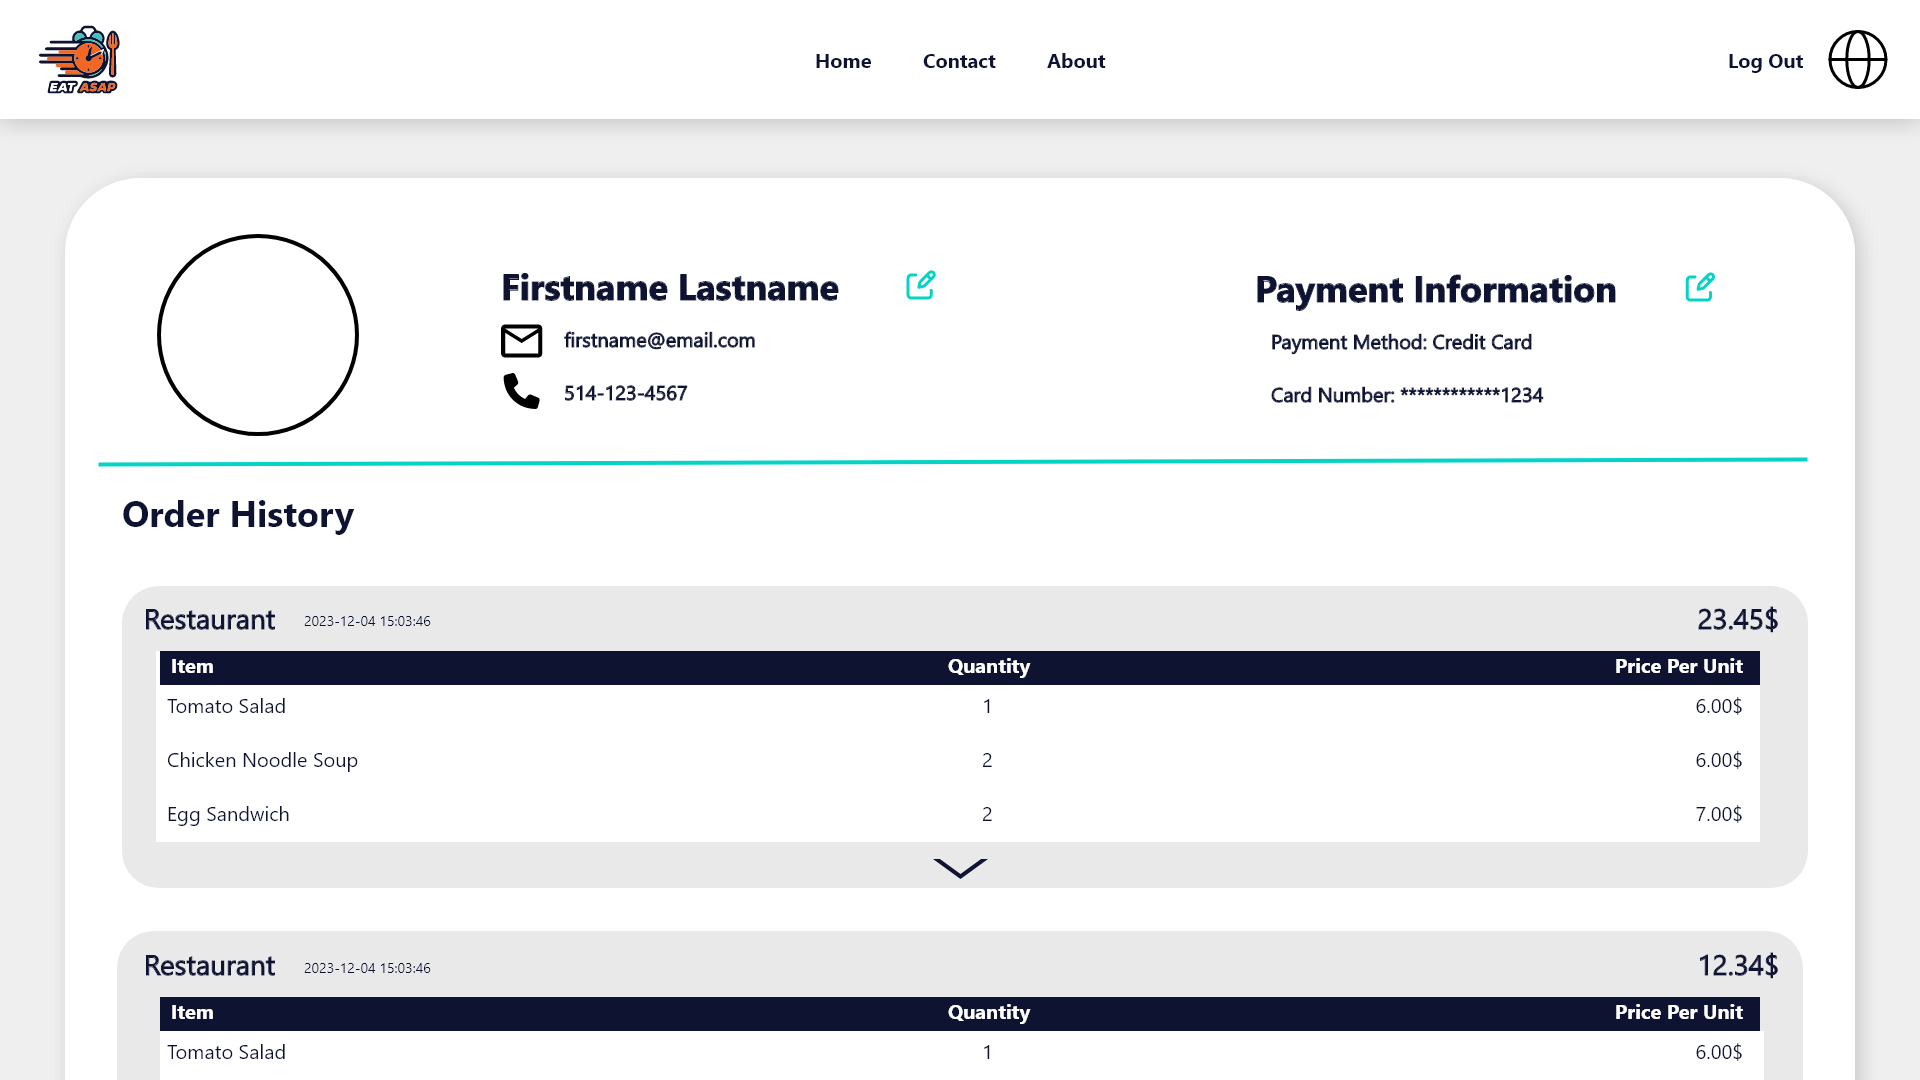 EAT ASAP
Home Contact About Log Out
Firstname Lastname
firstname@email.com
514-123-4567
Payment Information
Payment Method: Credit Card
Card Number: ************1234
Order History
Restaurant 2023-12-04 15:03:46 23.45$
Item Quantity Price Per Unit
Tomato Salad 1 6.00$
Chicken Noodle Soup 2 6.00$
Egg Sandwich 2 7.00$
Restaurant 2023-12-04 15:03:46 12.34$
Item Quantity Price Per Unit
Tomato Salad 1 6.00$